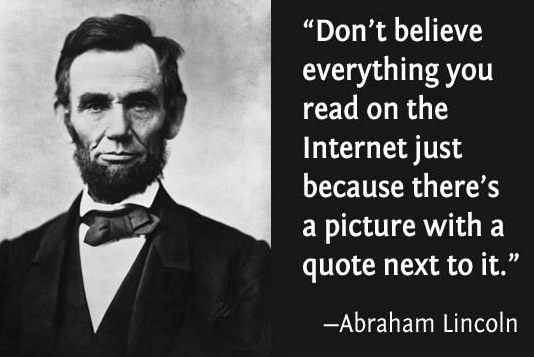 “Don’t believe
everything you
read on the
Internet just
because there’s
a picture with a
quote next to it.”
–Abraham Lincoln